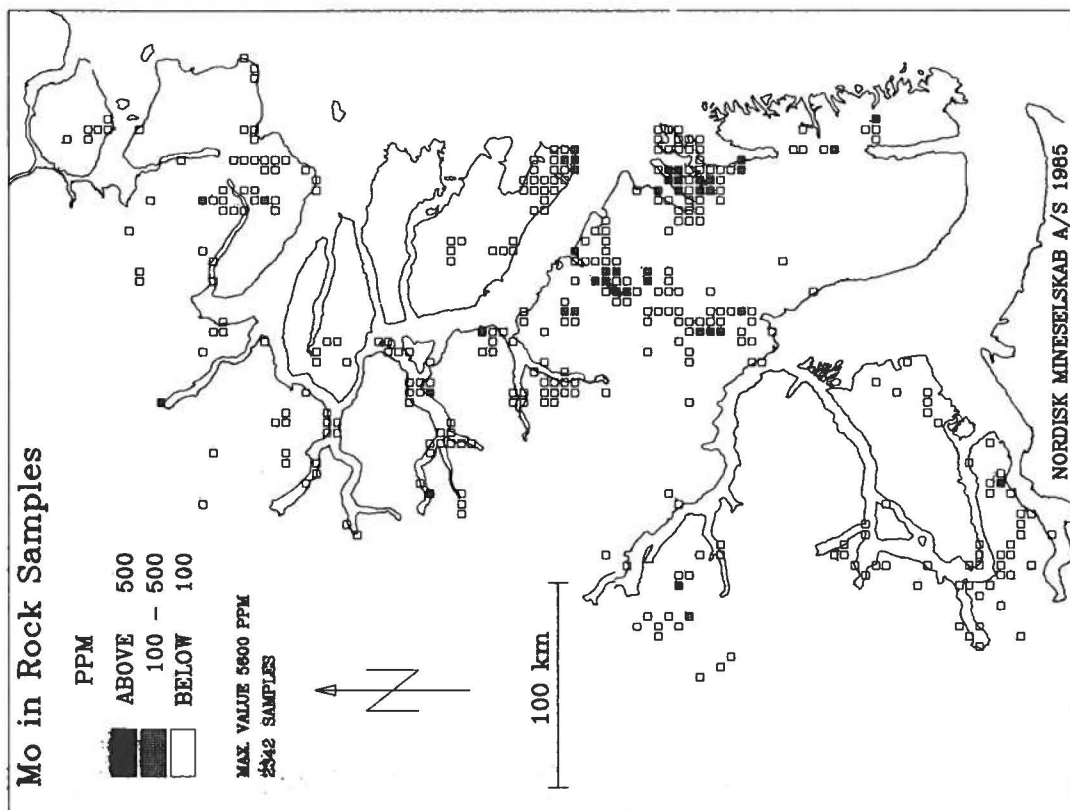 Mo in Rock Samples
PPM
ABOVE 500
100 - 500
BELOW 100
MAX. VALUE 5600 PPM
2342 SAMPLES
N
100 km
NORDISK MINESELSKAB A/S 1985